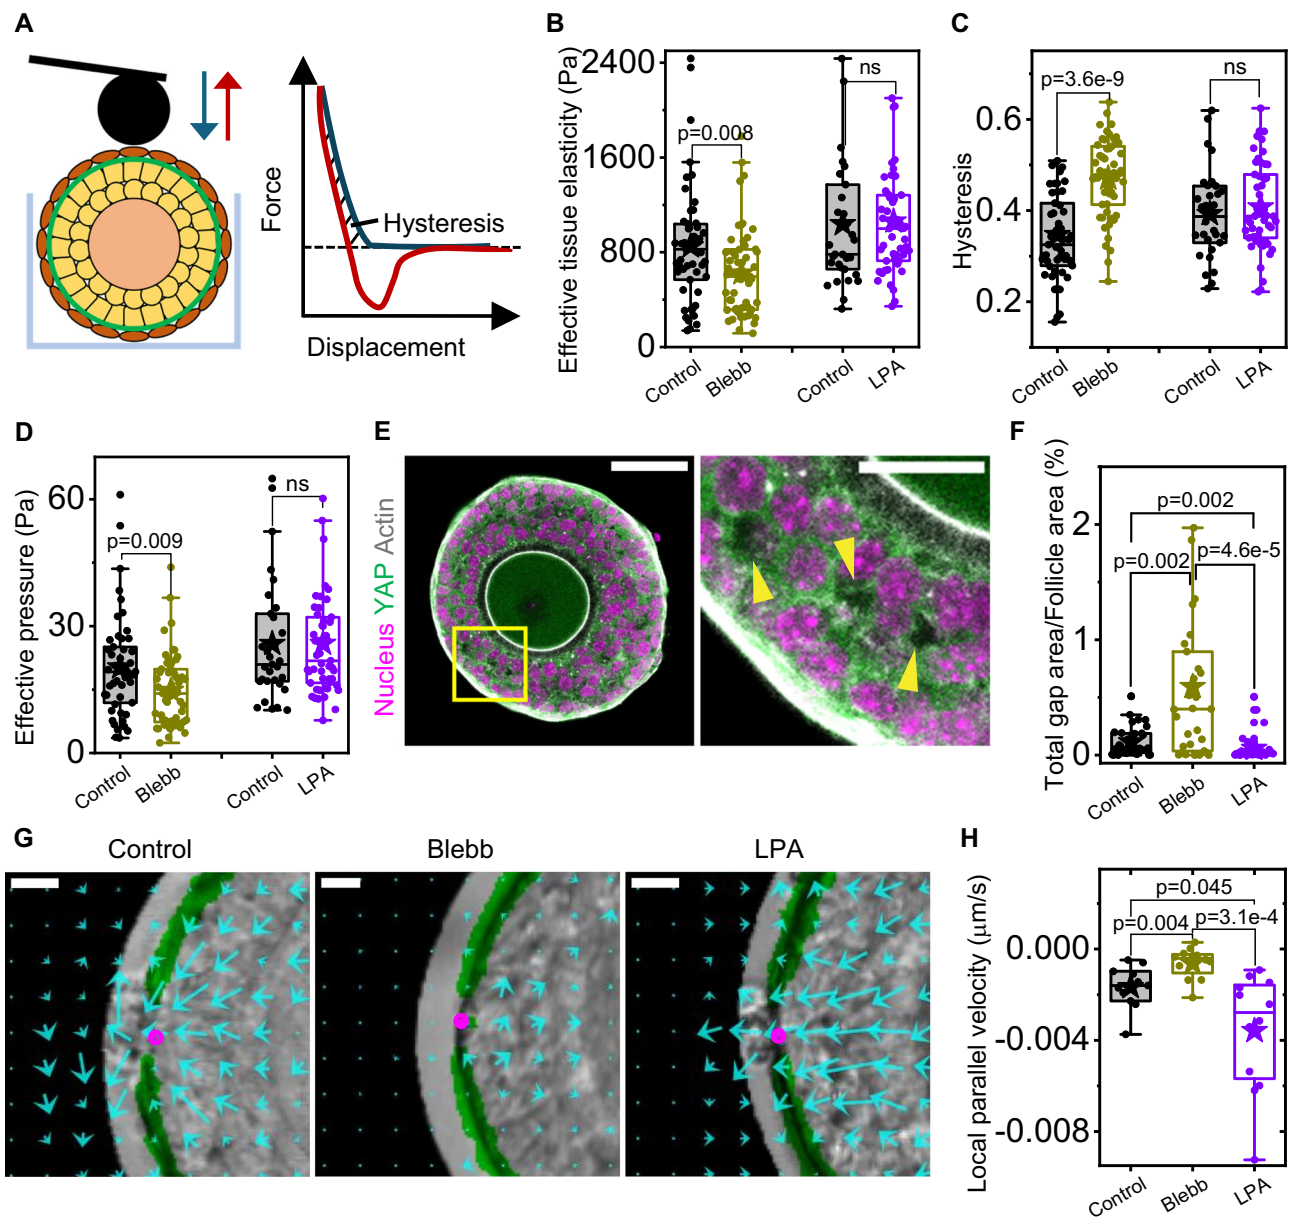 A
Force
Hysteresis
Displacement
B
Effective tissue elasticity (Pa)
2400
1600
800
0
p=0.008
ns
Control
Blebb
Control
LPA
C
Hysteresis
0.6
0.4
0.2
p=3.6e-9
ns
Control
Blebb
Control
LPA
D
Effective pressure (Pa)
60
30
0
p=0.009
ns
Control
Blebb
Control
LPA
E
Nucleus YAP Actin
F
Total gap area/Follicle area (%)
2
1
0
p=0.002
p=0.002
p=4.6e-5
Control
Blebb
LPA
G
Control
Blebb
LPA
H
Local parallel velocity (μm/s)
0.000
-0.004
-0.008
p=0.045
p=0.004
p=3.1e-4
Control
Blebb
LPA